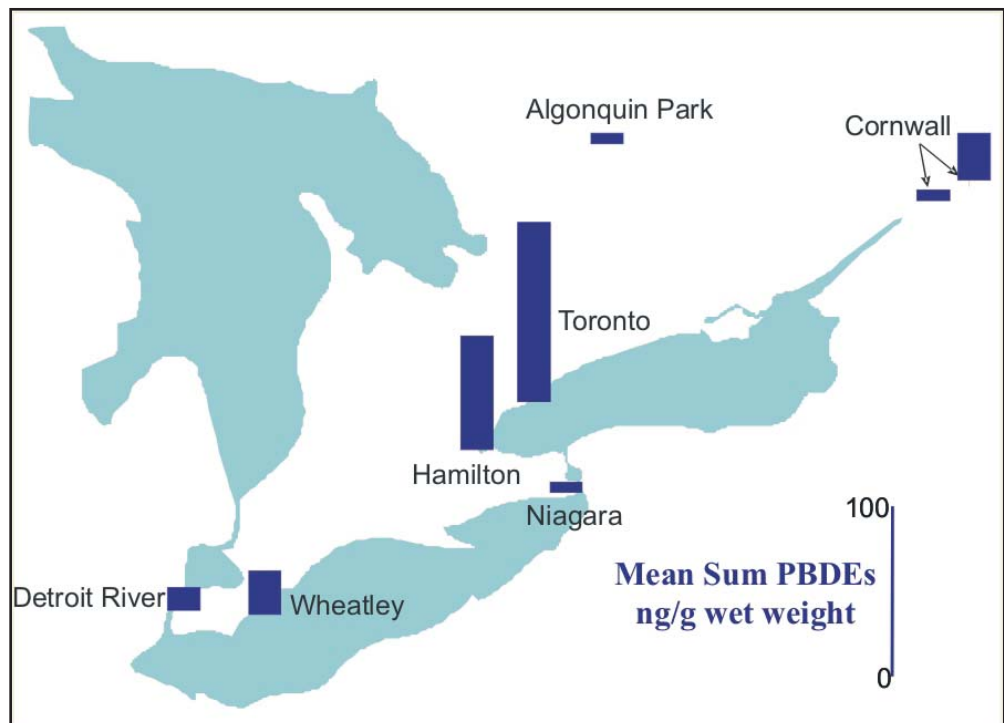 Algonquin Park
Cornwall
Toronto
Hamilton
Niagara
100
Mean Sum PBDEs
ng/g wet weight
Detroit River
Wheatley
0